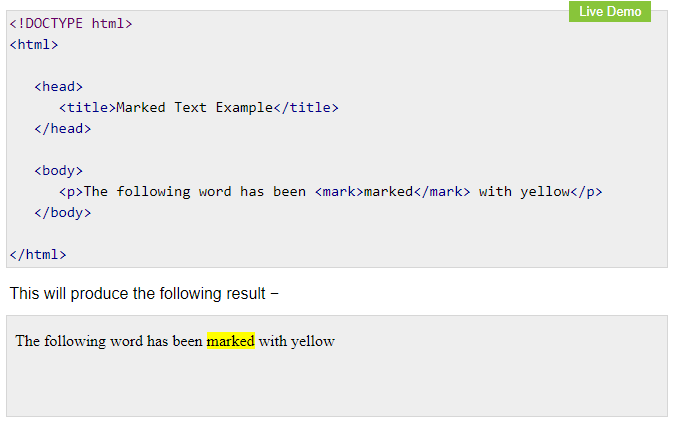 Live Demo
<!DOCTYPE html>
<html>
<head>
<title>Marked Text Example</title>
</head>
<body>
<p>The following word has been <mark>marked</mark> with yellow</p>
</body>
</html>
This will produce the following result −
The following word has been marked with yellow